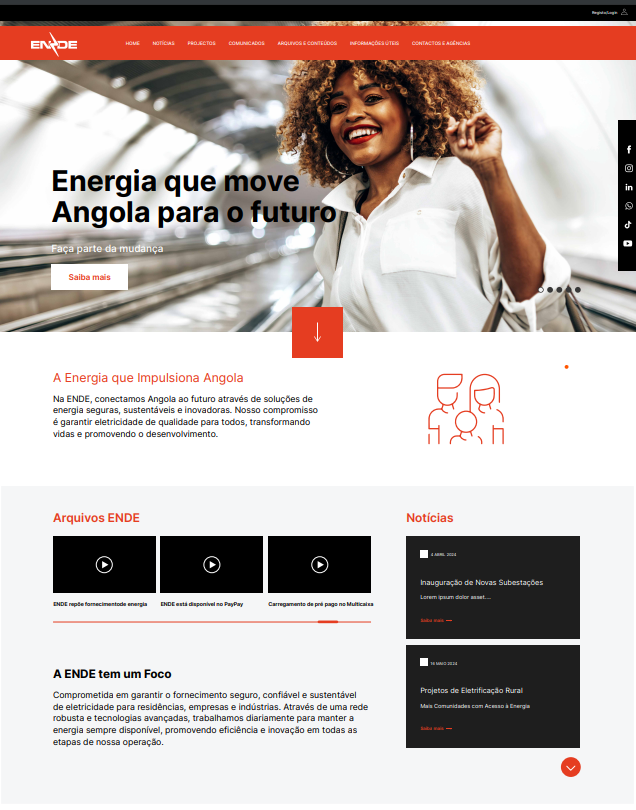 Registo/Login
ENDE
HOME NOTÍCIAS PROJECTOS COMUNICADOS ARQUIVOS E CONTEÚDOS INFORMAÇÕES ÚTEIS CONTACTOS E AGÊNCIAS
Energia que move
Angola para o futuro
Faça parte da mudança
Saiba mais
A Energia que Impulsiona Angola
Na ENDE, conectamos Angola ao futuro através de soluções de
energia seguras, sustentáveis e inovadoras. Nosso compromisso
é garantir eletricidade de qualidade para todos, transformando
vidas e promovendo o desenvolvimento.
Arquivos ENDE
ENDE repõe fornecimentode energia
ENDE está disponível no PayPay
Carregamento de pré pago no Multicaixa
A ENDE tem um Foco
Comprometida em garantir o fornecimento seguro, confiável e sustentável
de eletricidade para residências, empresas e indústrias. Através de uma rede
robusta e tecnologias avançadas, trabalhamos diariamente para manter a
energia sempre disponível, promovendo eficiência e inovação em todas as
etapas de nossa operação.
Notícias
4 ABRIL 2024
Inauguração de Novas Subestações
Lorem ipsum dolor asset....
Saiba mais
16 MAIO 2024
Projetos de Eletrificação Rural
Mais Comunidades com Acesso à Energia
Saiba mais